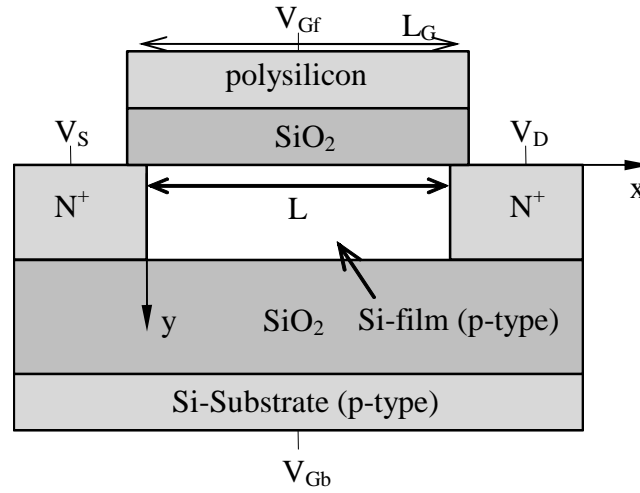 V_Gf
L_G
polysilicon
SiO₂
V_S
V_D
x
N⁺
L
N⁺
y
SiO₂
Si-film (p-type)
Si-Substrate (p-type)
V_Gb